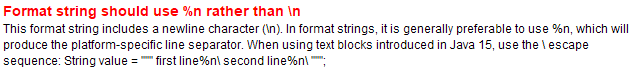 Format string should use %n rather than \n
This format string includes a newline character (\n). In format strings, it is generally preferable to use %n, which will
produce the platform-specific line separator. When using text blocks introduced in Java 15, use the \ escape
sequence: String value = """ first line%n\ second line%n\ """;